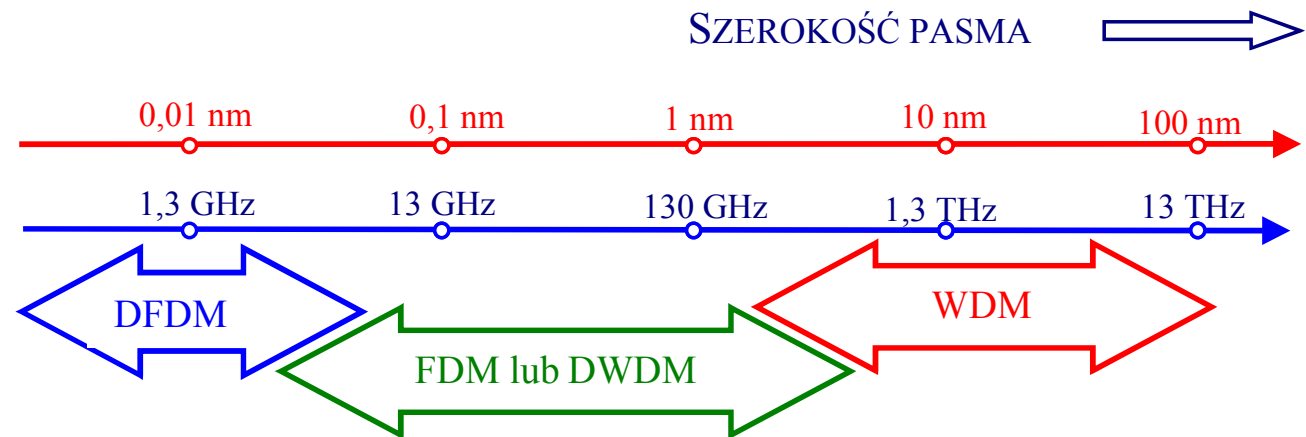 SZEROKOŚĆ PASMA
0,01 nm 0,1 nm 1 nm 10 nm 100 nm
1,3 GHz 13 GHz 130 GHz 1,3 THz 13 THz
DFDM
WDM
FDM lub DWDM